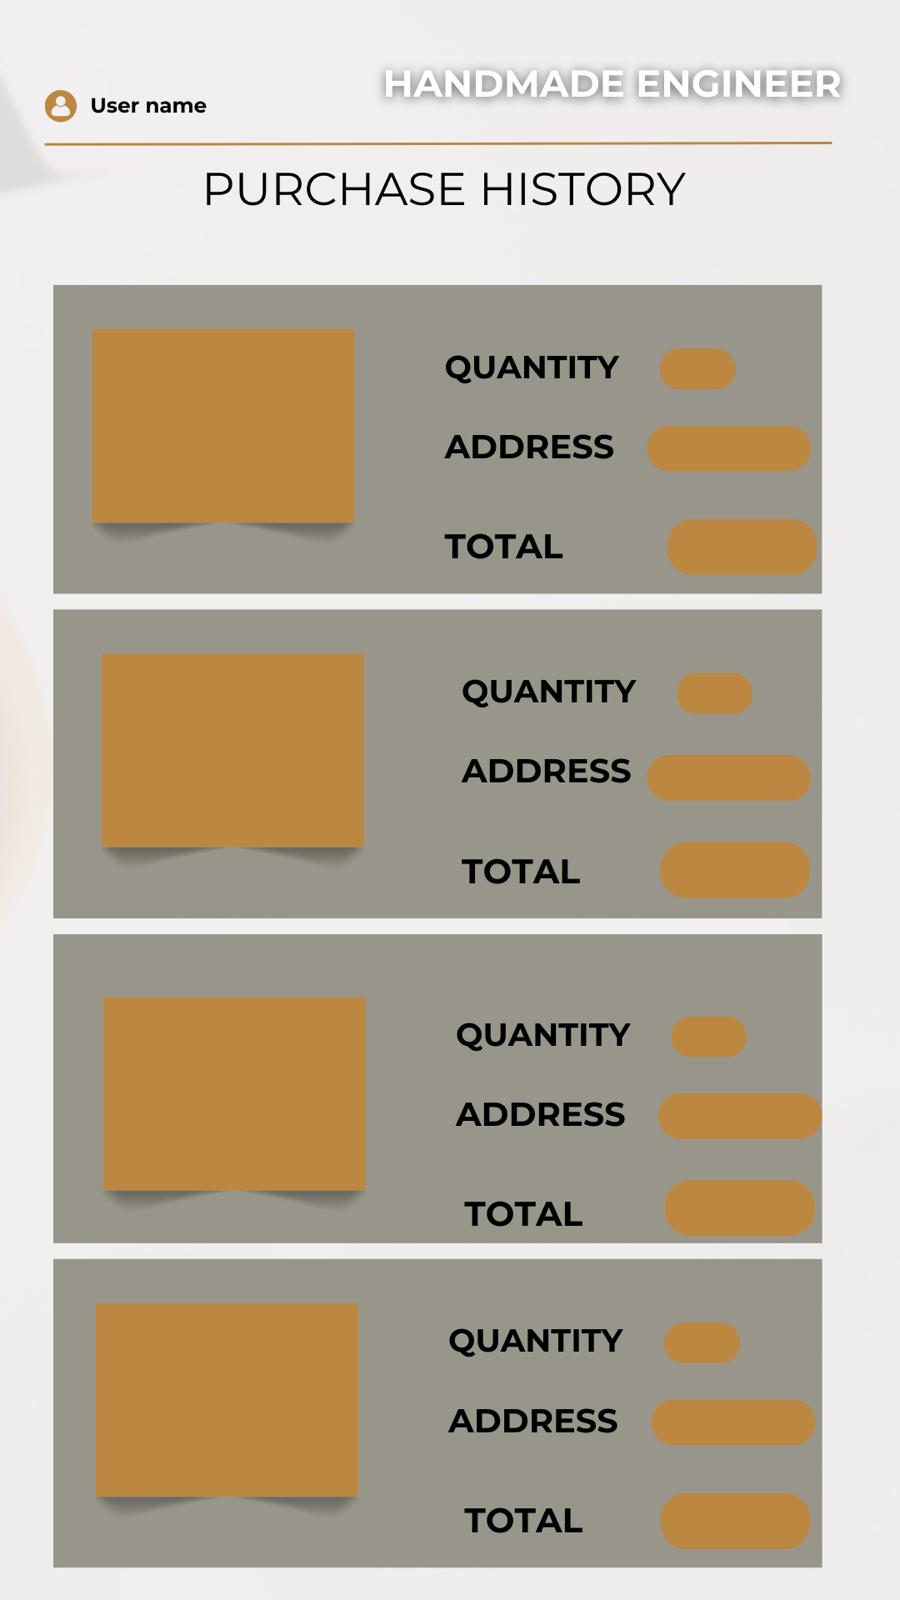 HANDMADE ENGINEER
User name
PURCHASE HISTORY
QUANTITY
ADDRESS
TOTAL
QUANTITY
ADDRESS
TOTAL
QUANTITY
ADDRESS
TOTAL
QUANTITY
ADDRESS
TOTAL